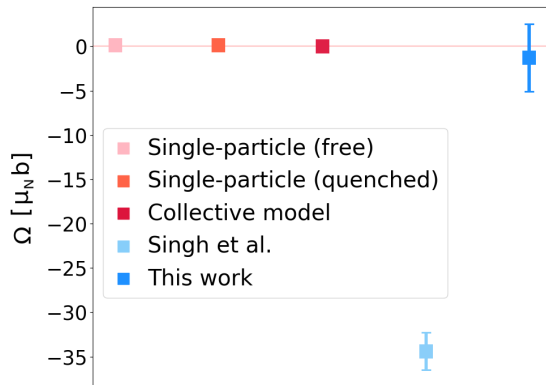 0
−5
−10
−15
−20
−25
−30
−35
Ω [μ_N b]
Single-particle (free)
Single-particle (quenched)
Collective model
Singh et al.
This work